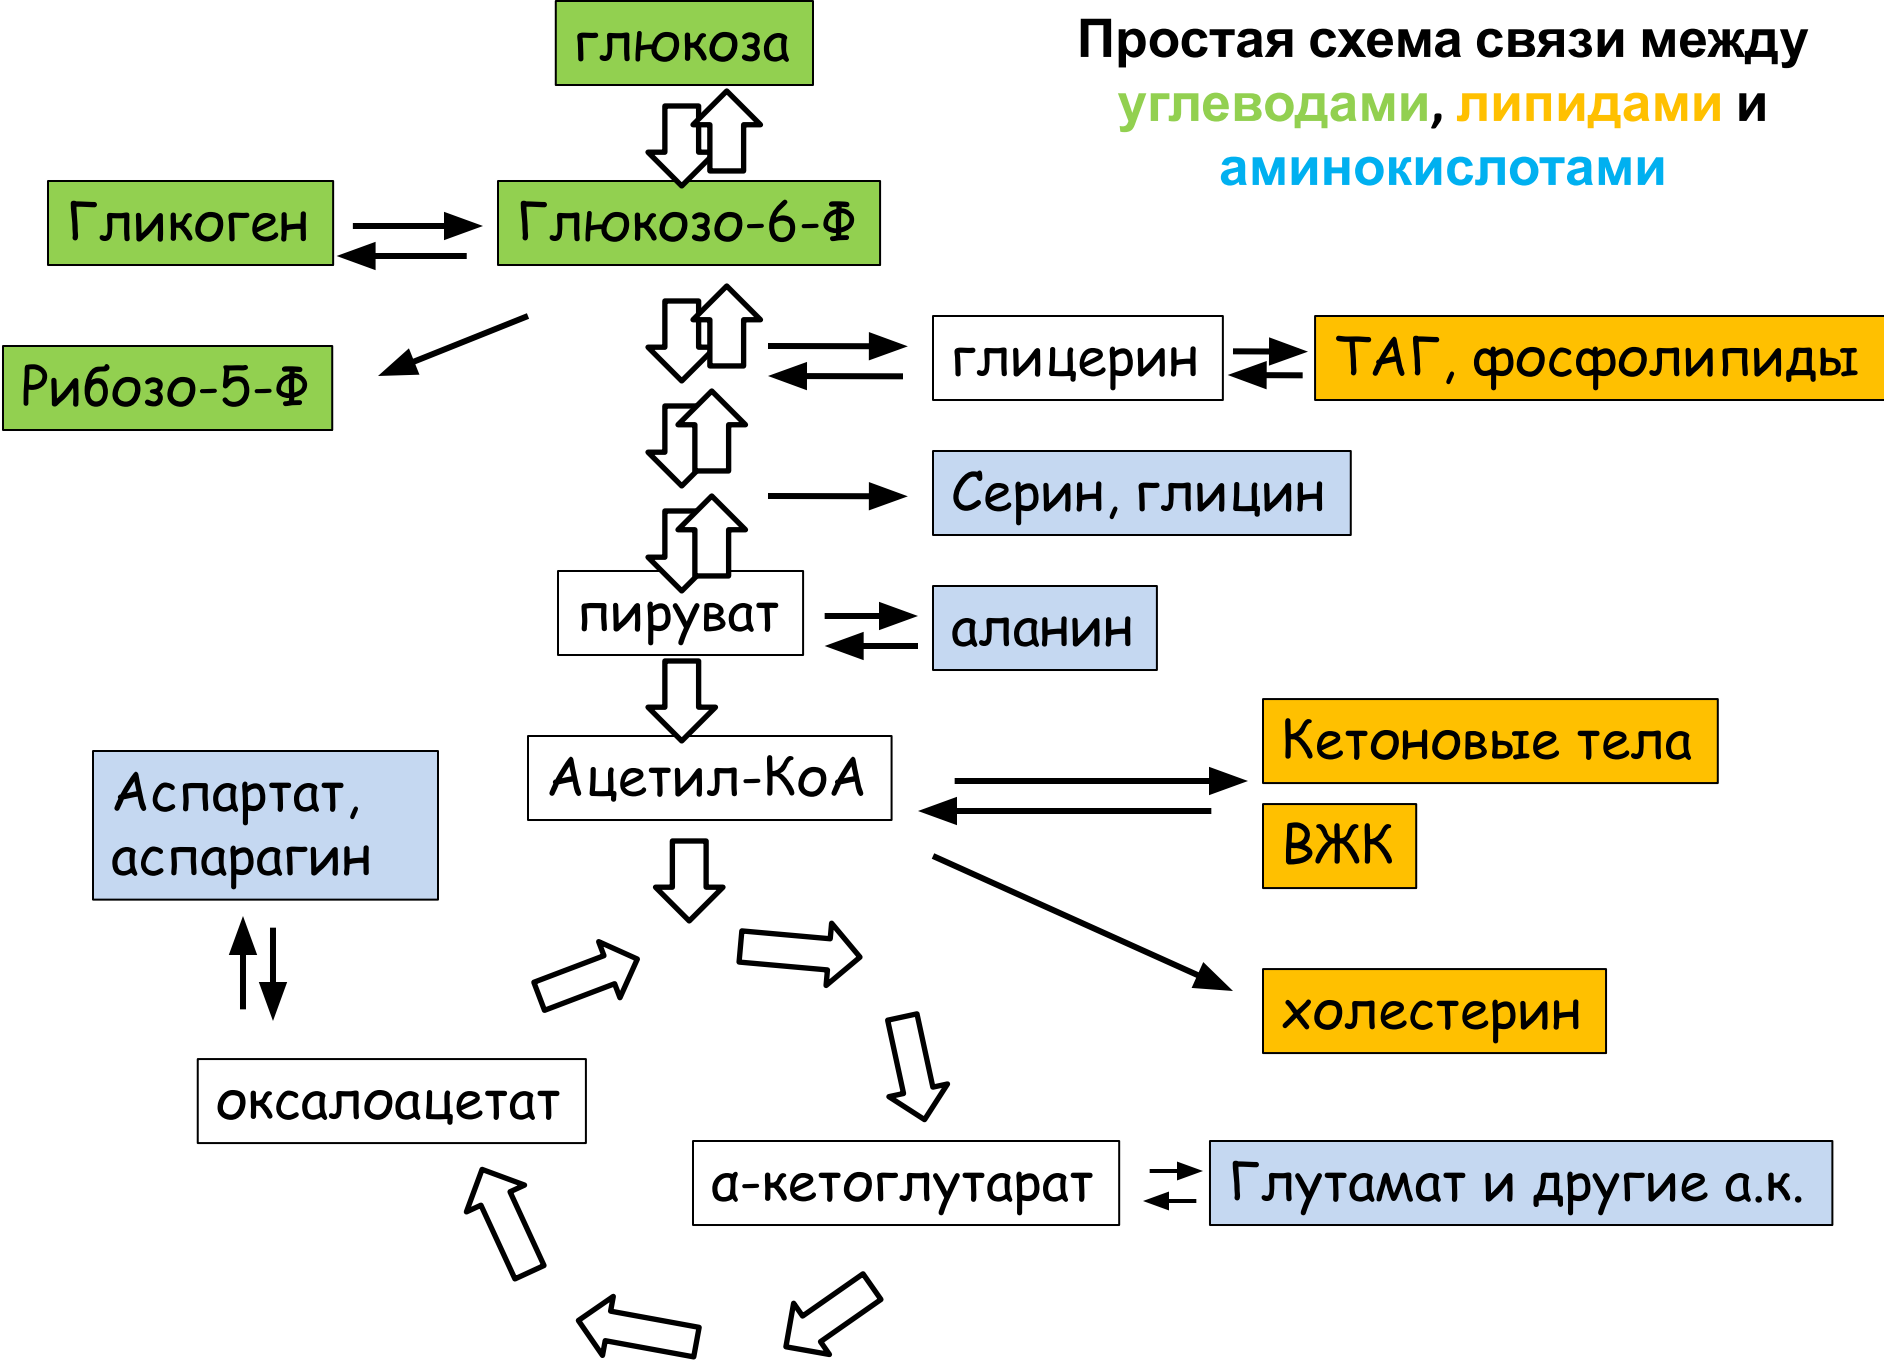 глюкоза
Простая схема связи между
углеводами, липидами и
аминокислотами
Гликоген
Глюкозо-6-Ф
глицерин
ТАГ, фосфолипиды
Рибозо-5-Ф
Серин, глицин
пируват
аланин
Кетоновые тела
Ацетил-КоА
Аспартат,
аспарагин
ВЖК
холестерин
оксалоацетат
а-кетоглутарат
Глутамат и другие а.к.